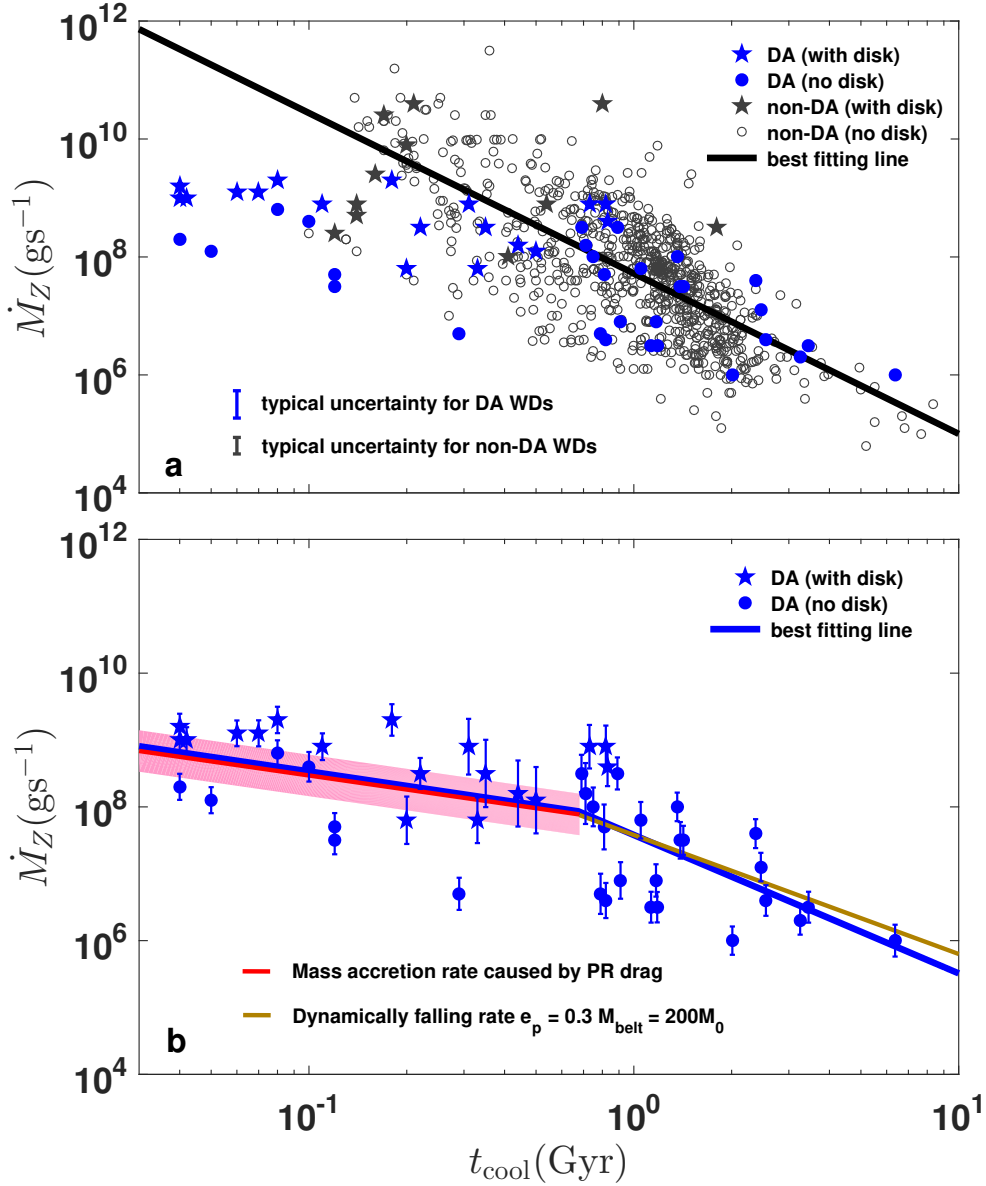 10^12
10^10
10^8
10^6
10^4
Ṁ_Z(gs^−1)
DA (with disk)
DA (no disk)
non-DA (with disk)
non-DA (no disk)
best fitting line
typical uncertainty for DA WDs
typical uncertainty for non-DA WDs
a
10^12
10^10
10^8
10^6
10^4
Ṁ_Z(gs^−1)
DA (with disk)
DA (no disk)
best fitting line
Mass accretion rate caused by PR drag
Dynamically falling rate e_p = 0.3 M_belt = 200M_0
b
10^-1 10^0 10^1
t_cool(Gyr)